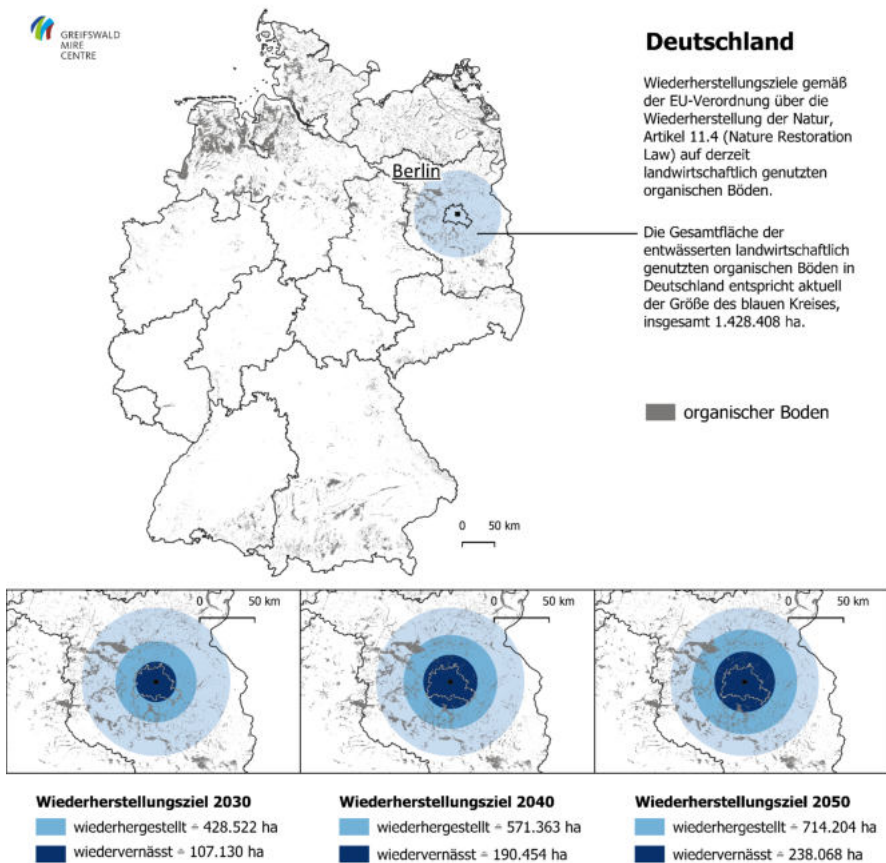 GREIFSWALD
MIRE
CENTRE
Deutschland
Wiederherstellungsziele gemäß
der EU-Verordnung über die
Wiederherstellung der Natur,
Artikel 11.4 (Nature Restoration
Law) auf derzeit
landwirtschaftlich genutzten
organischen Böden.
Berlin
Die Gesamtfläche der
entwässerten landwirtschaftlich
genutzten organischen Böden in
Deutschland entspricht aktuell
der Größe des blauen Kreises,
insgesamt 1.428.408 ha.
organischer Boden
0 50 km
0 50 km
0 50 km
0 50 km
Wiederherstellungsziel 2030
wiederhergestellt ≙ 428.522 ha
wiedervernässt ≙ 107.130 ha
Wiederherstellungsziel 2040
wiederhergestellt ≙ 571.363 ha
wiedervernässt ≙ 190.454 ha
Wiederherstellungsziel 2050
wiederhergestellt ≙ 714.204 ha
wiedervernässt ≙ 238.068 ha